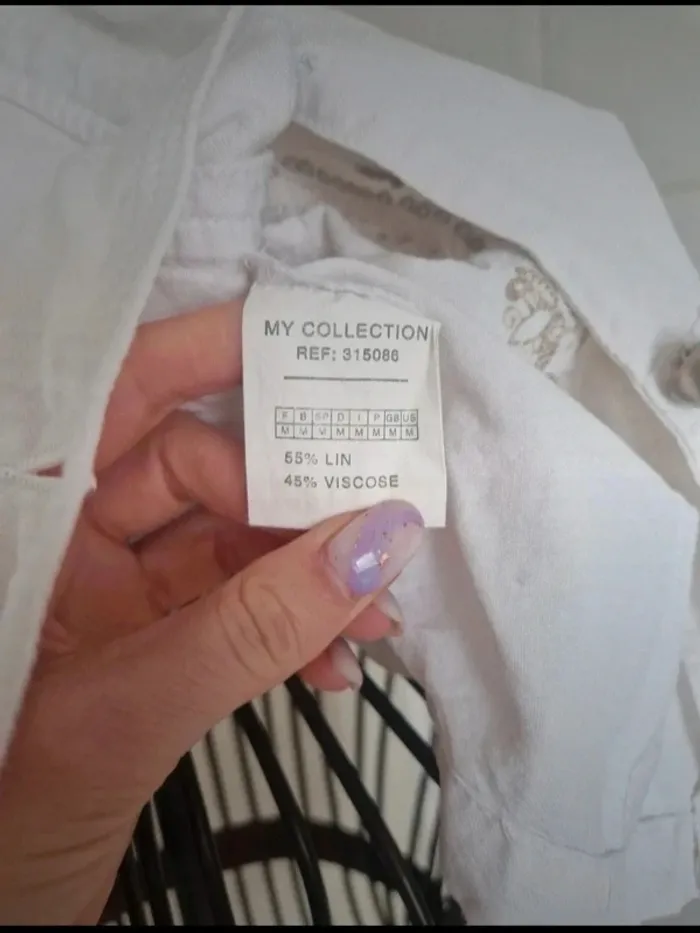 MY COLLECTION
REF: 315086
F B SP D I P GB US
M M M M M M M M
55% LIN
45% VISCOSE